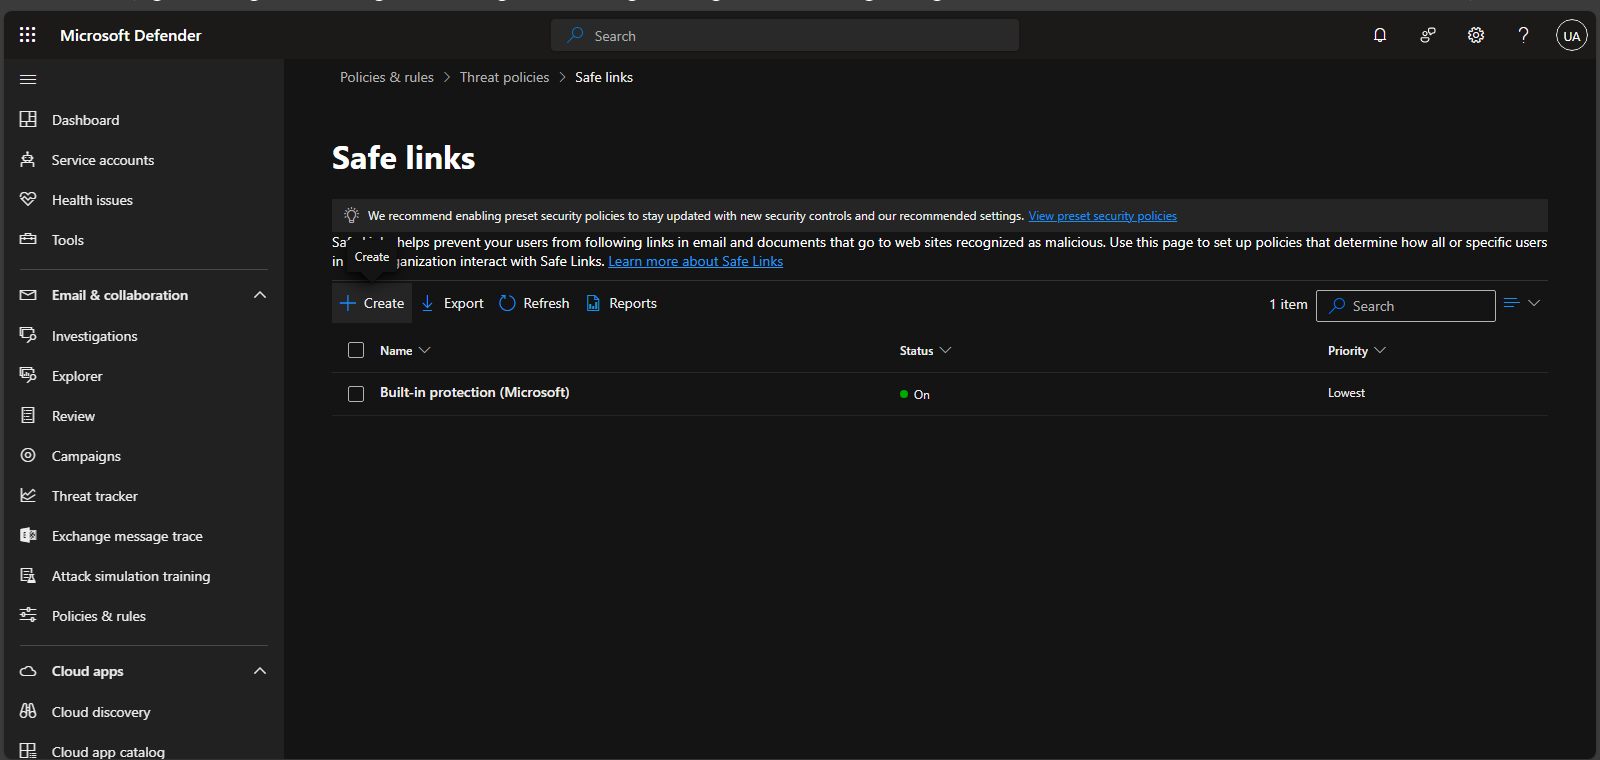 Microsoft Defender
Search
UA
Policies & rules > Threat policies > Safe links
Dashboard
Service accounts
Health issues
Tools
Email & collaboration
Investigations
Explorer
Review
Campaigns
Threat tracker
Exchange message trace
Attack simulation training
Policies & rules
Cloud apps
Cloud discovery
Cloud app catalog
Safe links
We recommend enabling preset security policies to stay updated with new security controls and our recommended settings. View preset security policies
helps prevent your users from following links in email and documents that go to web sites recognized as malicious. Use this page to set up policies that determine how all or specific users
in interact with Safe Links. Learn more about Safe Links
Create
Create Export Refresh Reports 1 item Search
Name Status Priority
Built-in protection (Microsoft) On Lowest